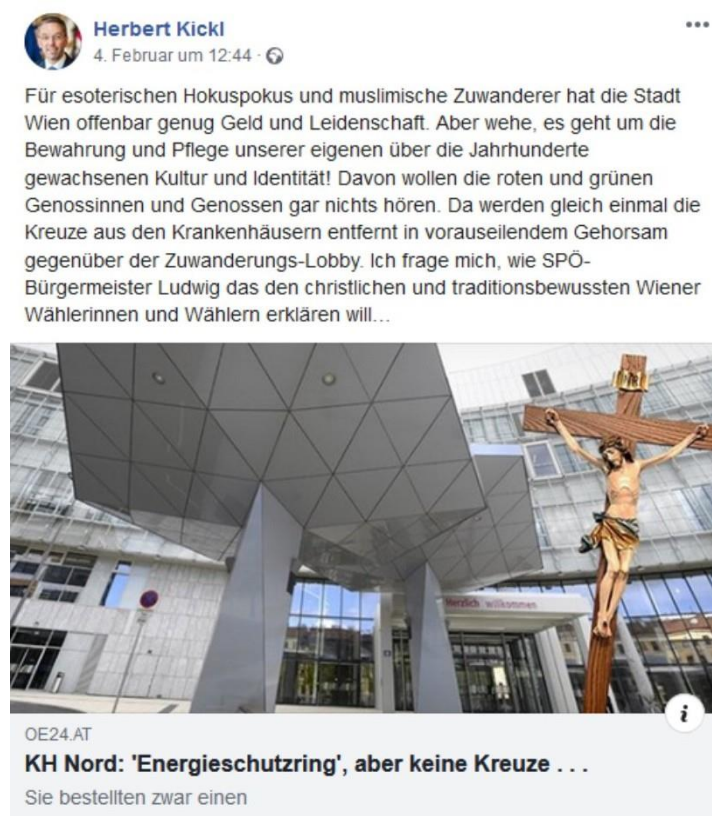 Herbert Kickl
4. Februar um 12:44 ·
Für esoterischen Hokuspokus und muslimische Zuwanderer hat die Stadt
Wien offenbar genug Geld und Leidenschaft. Aber wehe, es geht um die
Bewahrung und Pflege unserer eigenen über die Jahrhunderte
gewachsenen Kultur und Identität! Davon wollen die roten und grünen
Genossinnen und Genossen gar nichts hören. Da werden gleich einmal die
Kreuze aus den Krankenhäusern entfernt in vorauseilendem Gehorsam
gegenüber der Zuwanderungs-Lobby. Ich frage mich, wie SPÖ-
Bürgermeister Ludwig das den christlichen und traditionsbewussten Wiener
Wählerinnen und Wählern erklären will…
Herzlich willkommen
OE24.AT
KH Nord: 'Energieschutzring', aber keine Kreuze . . .
Sie bestellten zwar einen